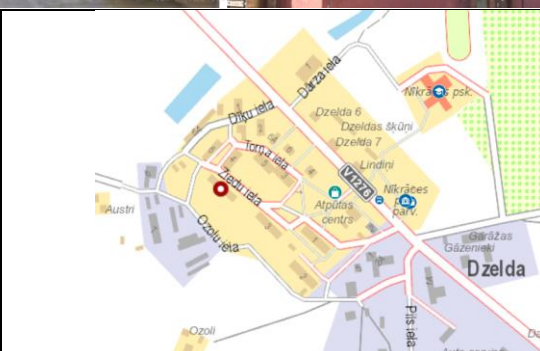 Nīkrāces psk.
Dārza iela
Dīķu iela
Dzelda 6
Dzeldas šķūņi
Dzelda 7
Torņa iela
Lindiņi
V1276
Ziedu iela
Nīkrāces
parv.
Atpūtas
centrs
Austri
Ozolu iela
Garāžas
Gāzenieki
Dzelda
Pils iela
Ozoli